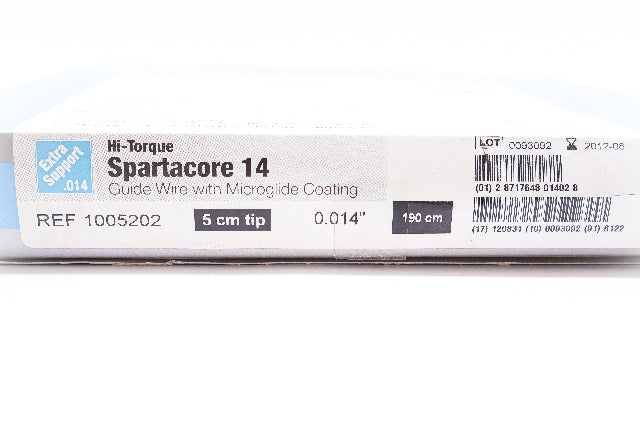 Extra
Support
.014
Hi-Torque
Spartacore 14
Guide Wire with Microglide Coating
REF 1005202
5 cm tip
0.014"
190 cm
LOT 0093092 2012-08
(01) 2 8717648 01402 8
(17) 120831 (10) 0093092 (91) 6122